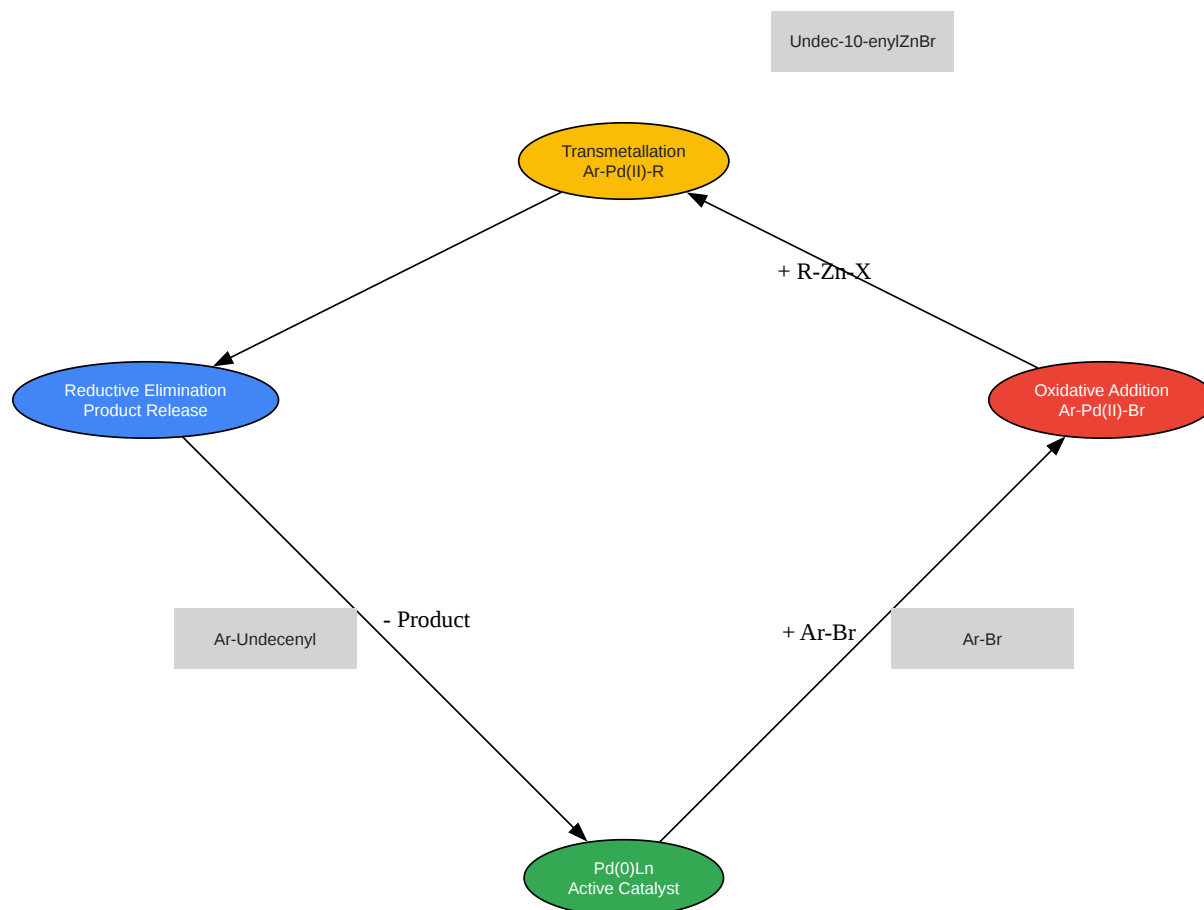 Undec-10-enylZnBr
Transmetallation
Ar-Pd(II)-R
+ R-Zn-X
Reductive Elimination
Product Release
Oxidative Addition
Ar-Pd(II)-Br
- Product
+ Ar-Br
Ar-Undecenyl
Ar-Br
Pd(0)Ln
Active Catalyst